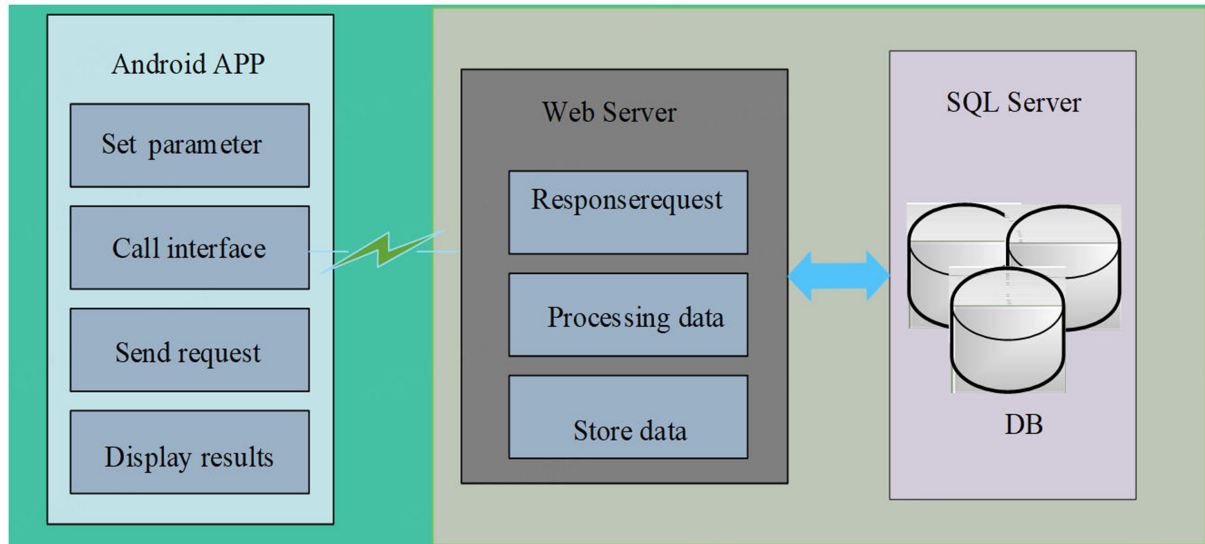 Android APP
Set parameter
Call interface
Send request
Display results
Web Server
Responserequest
Processing data
Store data
SQL Server
DB